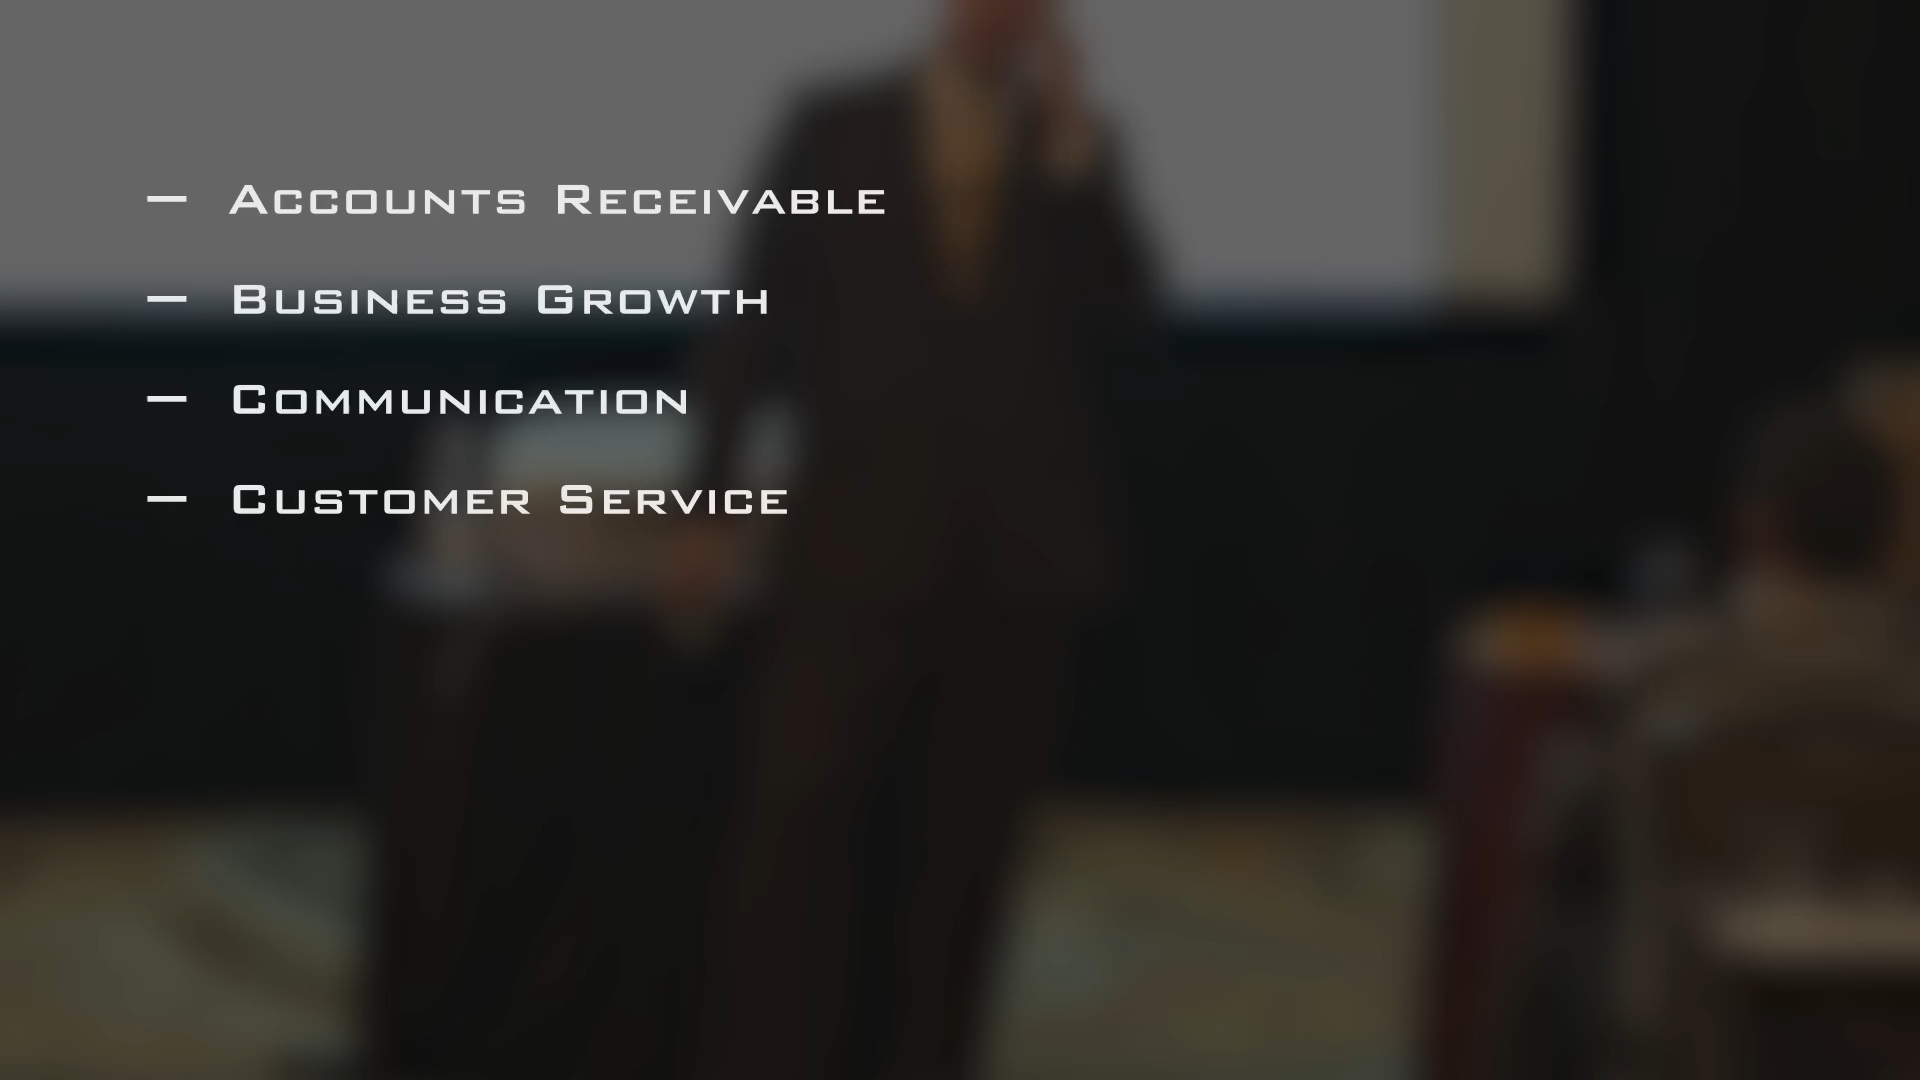 — Accounts Receivable
— Business Growth
— Communication
— Customer Service